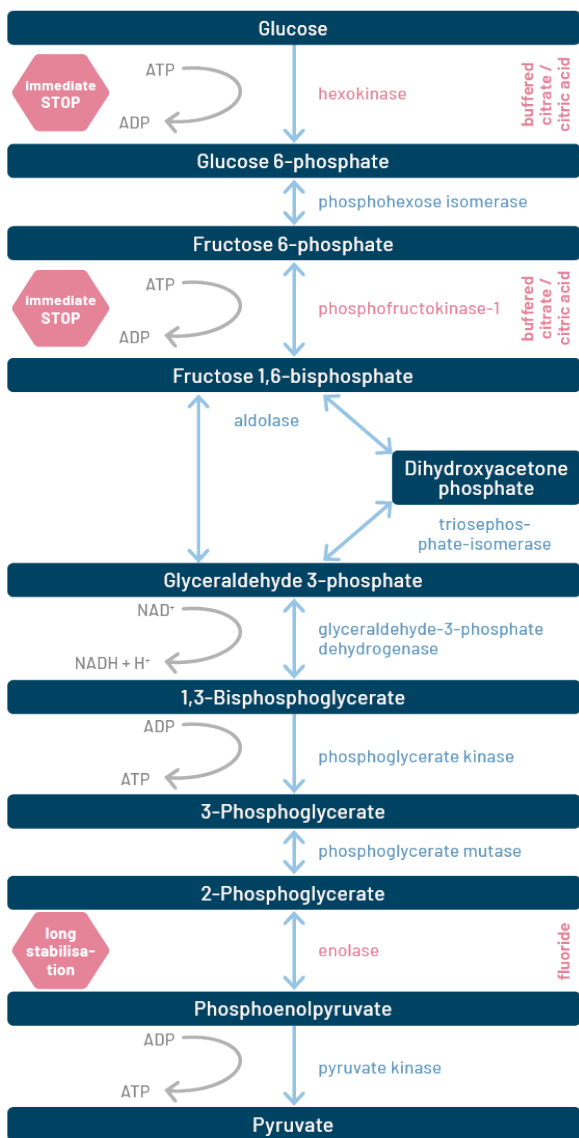 Glucose
immediate
STOP
ATP
ADP
hexokinase
buffered
citrate /
citric acid
Glucose 6-phosphate
phosphohexose isomerase
Fructose 6-phosphate
immediate
STOP
ATP
ADP
phosphofructokinase-1
buffered
citrate /
citric acid
Fructose 1,6-bisphosphate
aldolase
Dihydroxyacetone
phosphate
triosephos-
phate-isomerase
Glyceraldehyde 3-phosphate
NAD⁺
NADH + H⁺
glyceraldehyde-3-phosphate
dehydrogenase
1,3-Bisphosphoglycerate
ADP
ATP
phosphoglycerate kinase
3-Phosphoglycerate
phosphoglycerate mutase
2-Phosphoglycerate
long
stabilisa-
tion
enolase
fluoride
Phosphoenolpyruvate
ADP
ATP
pyruvate kinase
Pyruvate